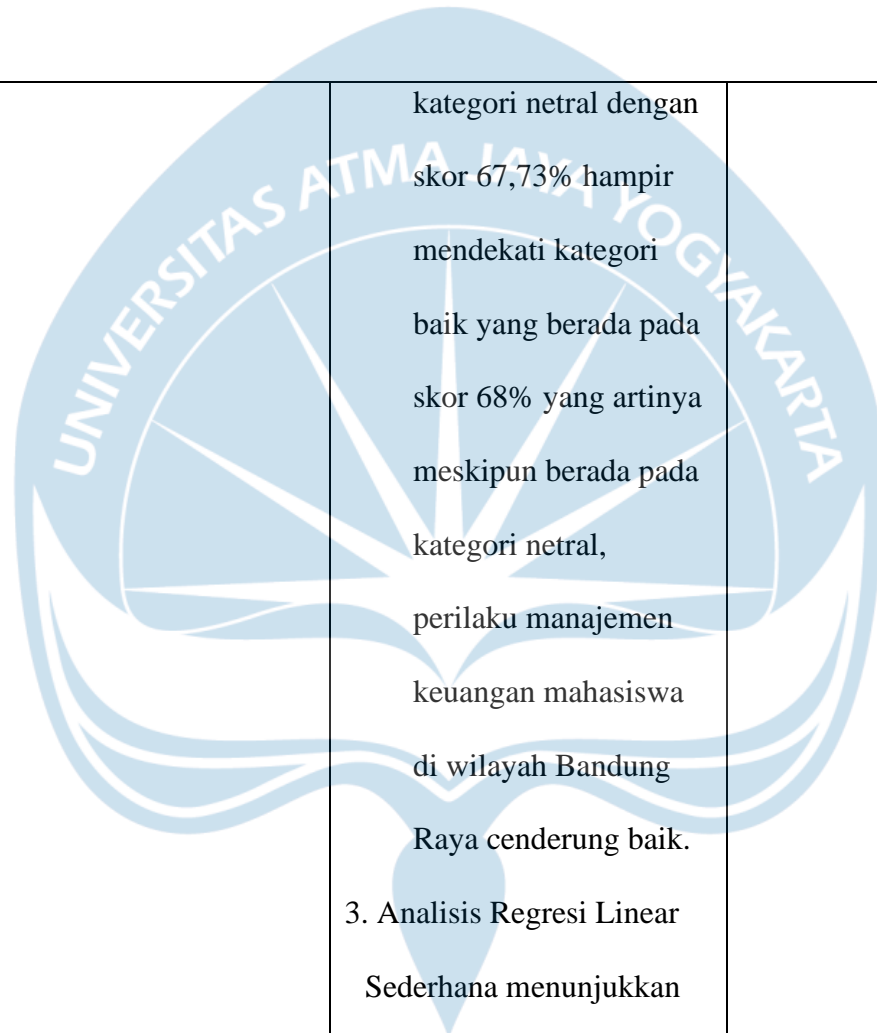 UNIVERSITAS ATMA JAYA YOGYAKARTA
kategori netral dengan
skor 67,73% hampir
mendekati kategori
baik yang berada pada
skor 68% yang artinya
meskipun berada pada
kategori netral,
perilaku manajemen
keuangan mahasiswa
di wilayah Bandung
Raya cenderung baik.
3. Analisis Regresi Linear
Sederhana menunjukkan